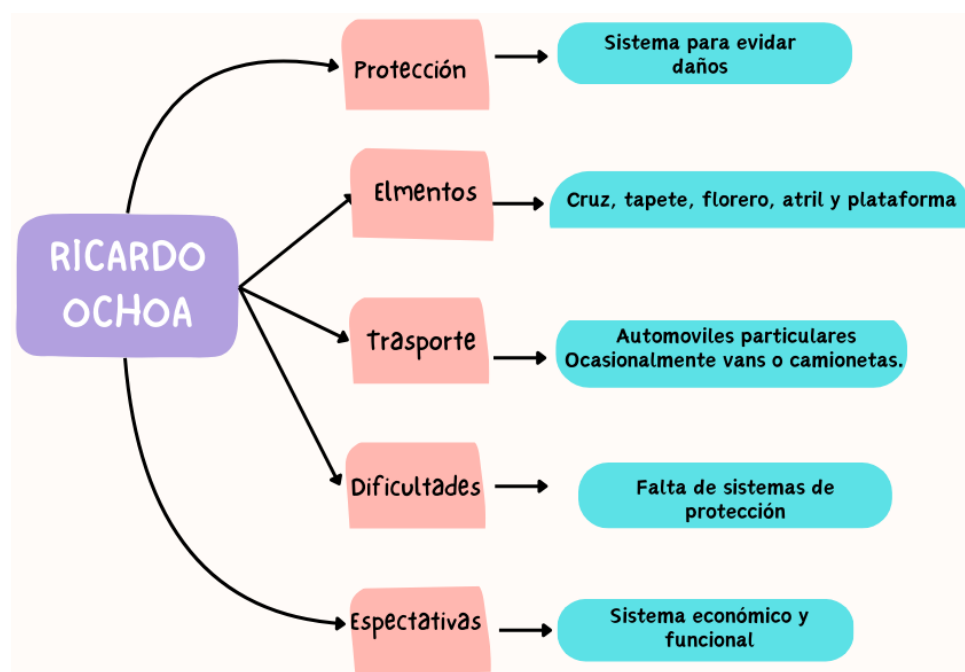 RICARDO
OCHOA
Protección
Sistema para evidar
daños
Elmentos
Cruz, tapete, florero, atril y plataforma
Trasporte
Automoviles particulares
Ocasionalmente vans o camionetas.
Dificultades
Falta de sistemas de
protección
Espectativas
Sistema económico y
funcional